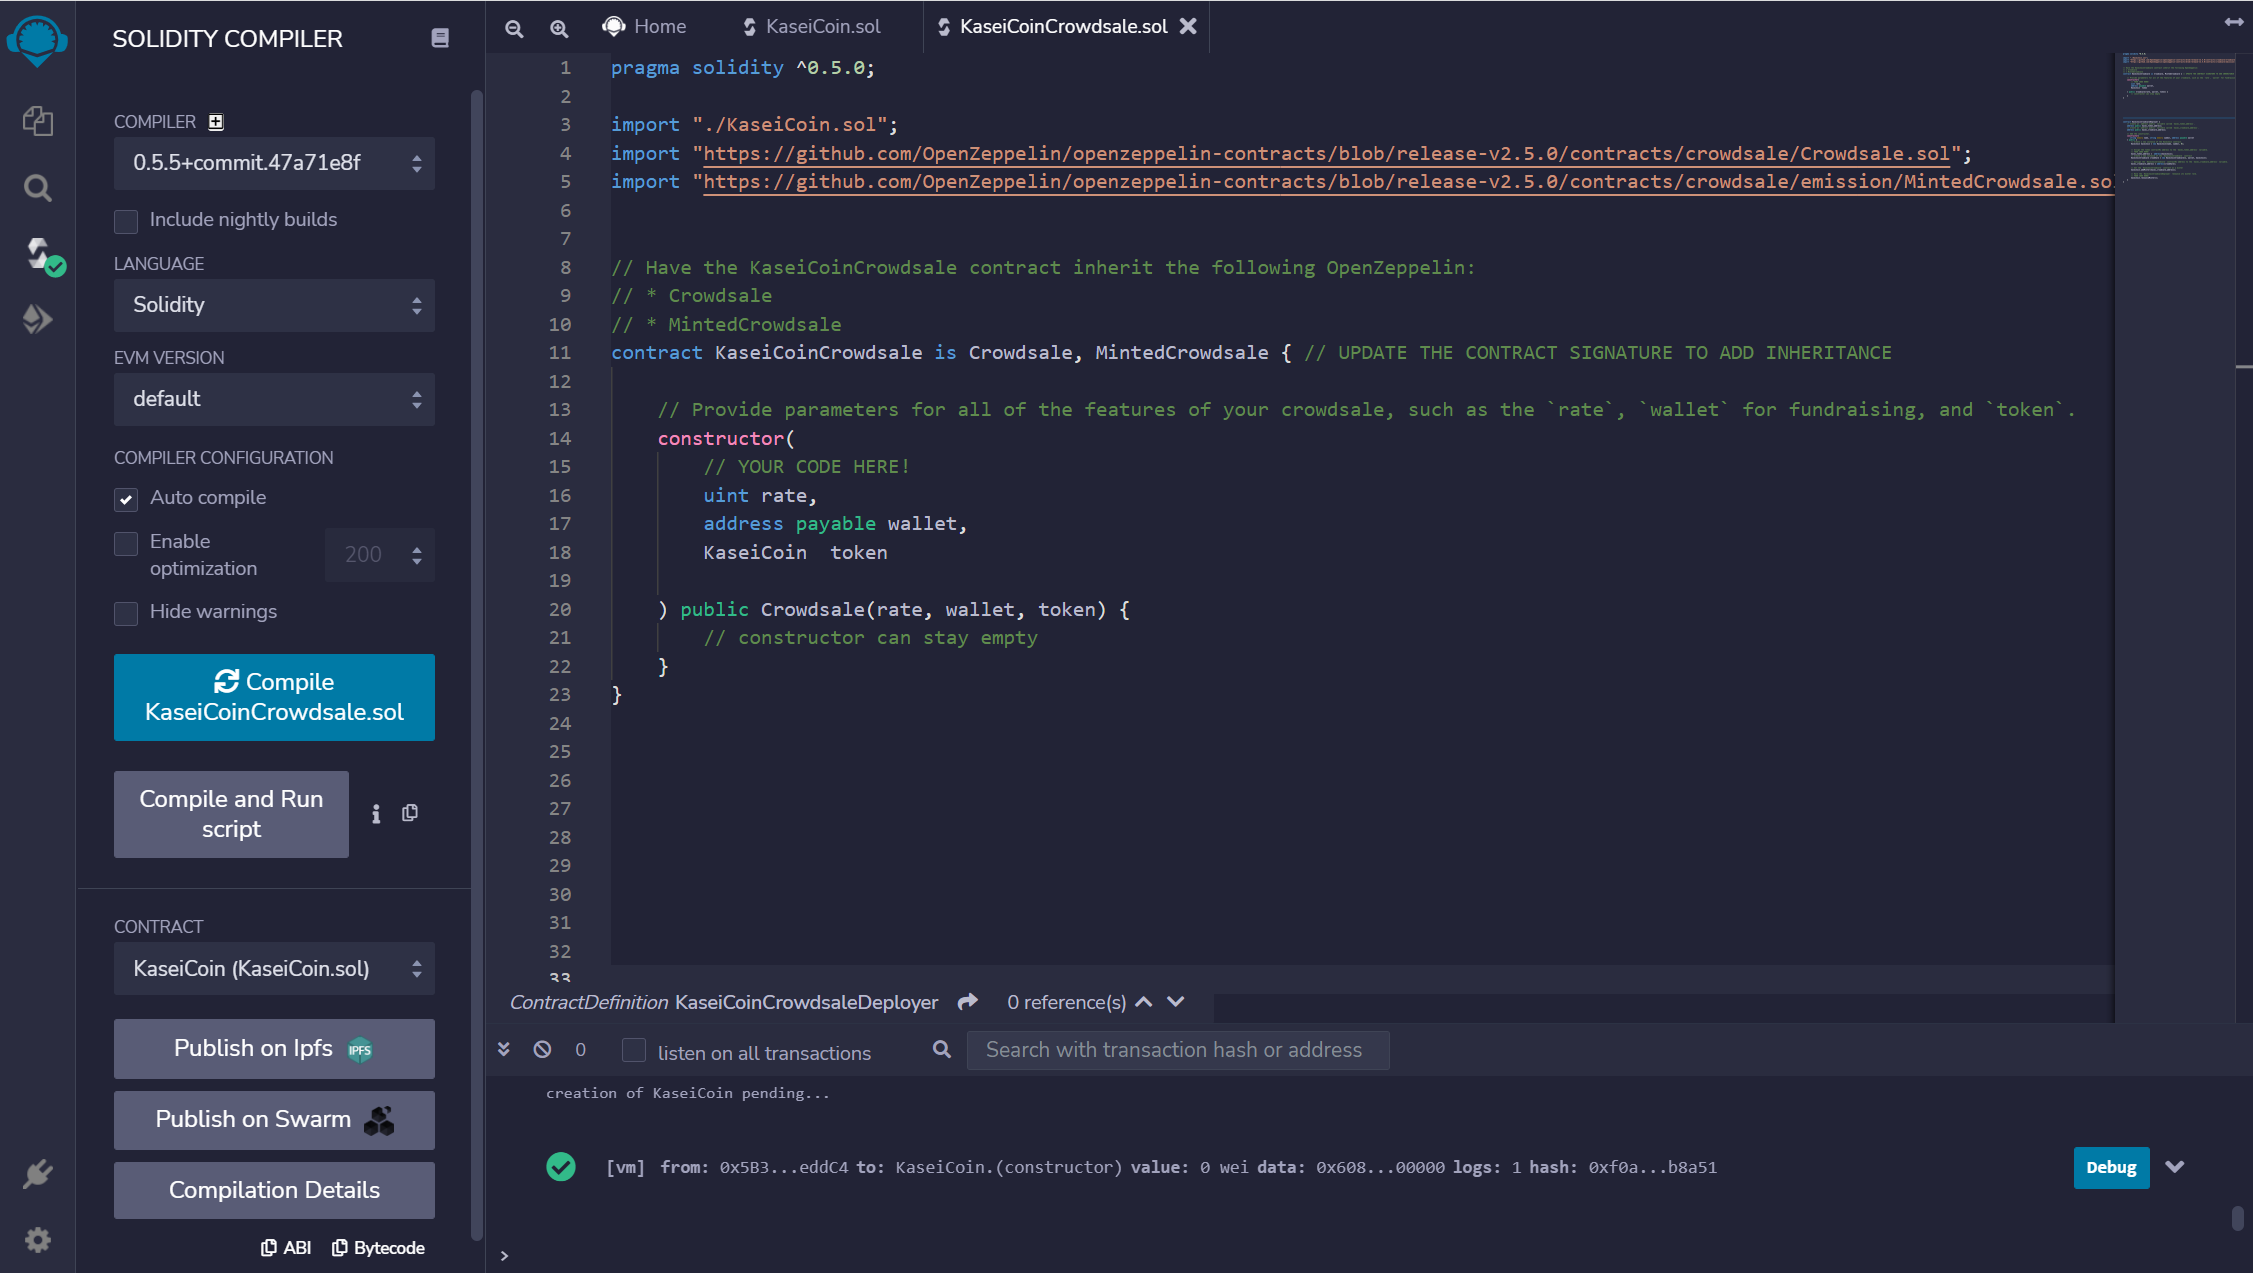 SOLIDITY COMPILER
COMPILER
0.5.5+commit.47a71e8f
Include nightly builds
LANGUAGE
Solidity
EVM VERSION
default
COMPILER CONFIGURATION
Auto compile
Enable optimization
200
Hide warnings
Compile
KaseiCoinCrowdsale.sol
Compile and Run
script
CONTRACT
KaseiCoin (KaseiCoin.sol)
Publish on Ipfs IPFS
Publish on Swarm
Compilation Details
ABI Bytecode
Home KaseiCoin.sol KaseiCoinCrowdsale.sol
1 pragma solidity ^0.5.0;
2
3 import "./KaseiCoin.sol";
4 import "https://github.com/OpenZeppelin/openzeppelin-contracts/blob/release-v2.5.0/contracts/crowdsale/Crowdsale.sol";
5 import "https://github.com/OpenZeppelin/openzeppelin-contracts/blob/release-v2.5.0/contracts/crowdsale/emission/MintedCrowdsale.so
6
7
8 // Have the KaseiCoinCrowdsale contract inherit the following OpenZeppelin:
9 // * Crowdsale
10 // * MintedCrowdsale
11 contract KaseiCoinCrowdsale is Crowdsale, MintedCrowdsale { // UPDATE THE CONTRACT SIGNATURE TO ADD INHERITANCE
12
13 // Provide parameters for all of the features of your crowdsale, such as the `rate`, `wallet` for fundraising, and `token`.
14 constructor(
15 // YOUR CODE HERE!
16 uint rate,
17 address payable wallet,
18 KaseiCoin  token
19
20 ) public Crowdsale(rate, wallet, token) {
21 // constructor can stay empty
22 }
23 }
24
25
26
27
28
29
30
31
32
33
ContractDefinition KaseiCoinCrowdsaleDeployer 0 reference(s)
0 listen on all transactions Search with transaction hash or address
creation of KaseiCoin pending...
[vm] from: 0x5B3...eddC4 to: KaseiCoin.(constructor) value: 0 wei data: 0x608...00000 logs: 1 hash: 0xf0a...b8a51
Debug
>